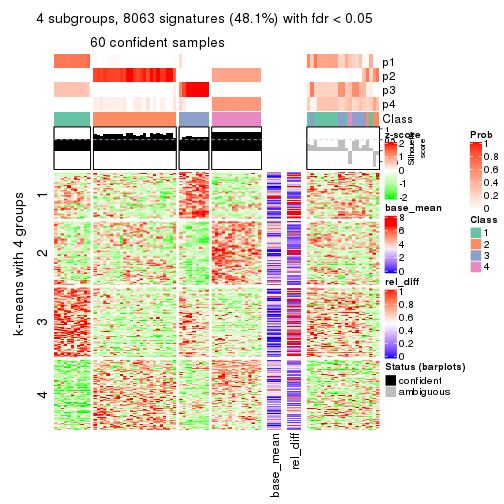 4 subgroups, 8063 signatures (48.1%) with fdr < 0.05
60 confident samples
p1
p2
p3
p4
Class
1
Silhouette
score
k-means with 4 groups
1
2
3
4
base_mean
rel_diff
z-score
2
1
0
-1
-2
base_mean
8
6
4
2
0
rel_diff
1
0.8
0.6
0.4
0.2
0
Status (barplots)
confident
ambiguous
Prob
1
0.8
0.6
0.4
0.2
0
Class
1
2
3
4